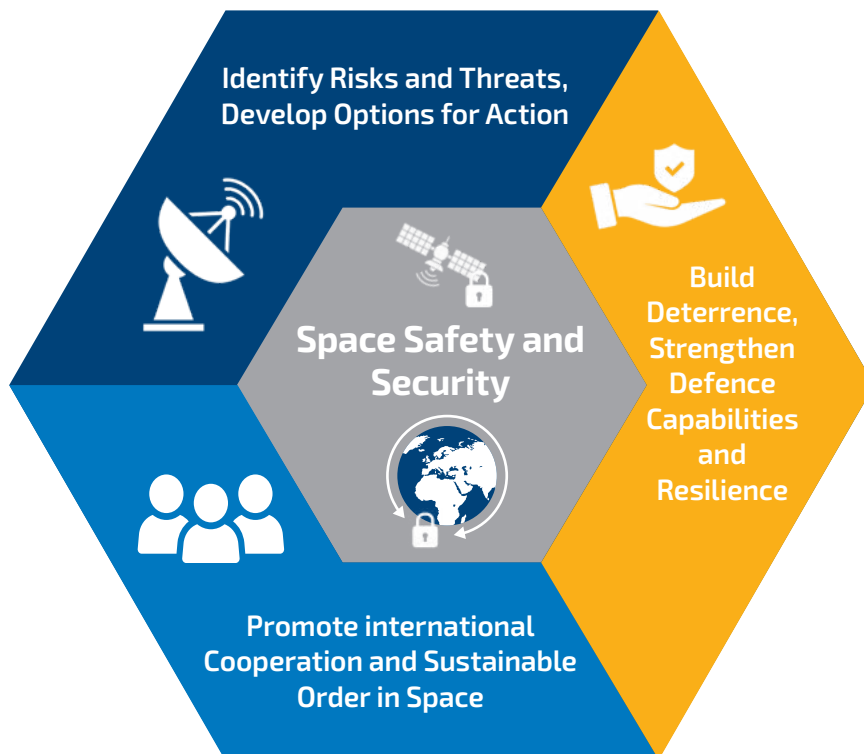 Identify Risks and Threats,
Develop Options for Action
Build
Deterrence,
Strengthen
Defence
Capabilities
and
Resilience
Space Safety and
Security
Promote international
Cooperation and Sustainable
Order in Space